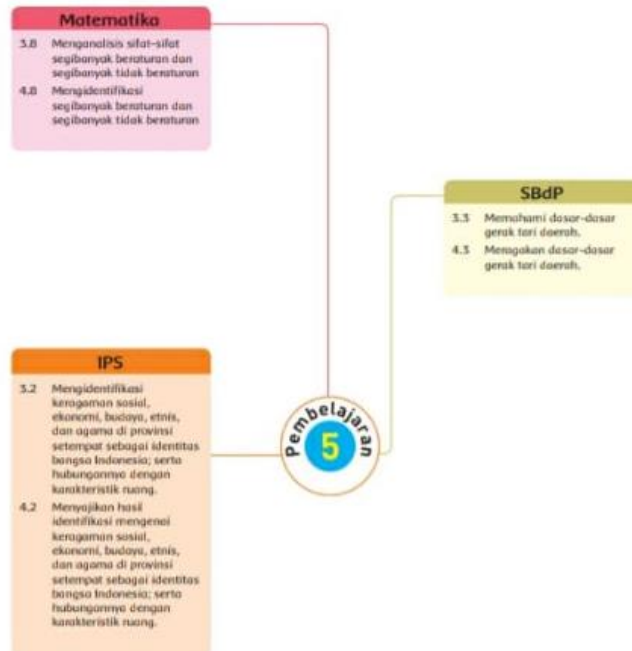 Matematika
3.8 Menganalisis sifat-sifat
segibanyak beraturan dan
segibanyak tidak beraturan
4.8 Mengidentifikasi
segibanyak beraturan dan
segibanyak tidak beraturan
SBdP
3.3 Memahami dasar-dasar
gerak tari daerah.
4.3 Meragakan dasar-dasar
gerak tari daerah.
IPS
3.2 Mengidentifikasi
keragaman sosial,
ekonomi, budaya, etnis,
dan agama di provinsi
setempat sebagai identitas
bangsa Indonesia; serta
hubungannya dengan
karakteristik ruang.
4.2 Menyajikan hasil
identifikasi mengenai
keragaman sosial,
ekonomi, budaya, etnis,
dan agama di provinsi
setempat sebagai identitas
bangsa Indonesia; serta
hubungannya dengan
karakteristik ruang.
Pembelajaran
5